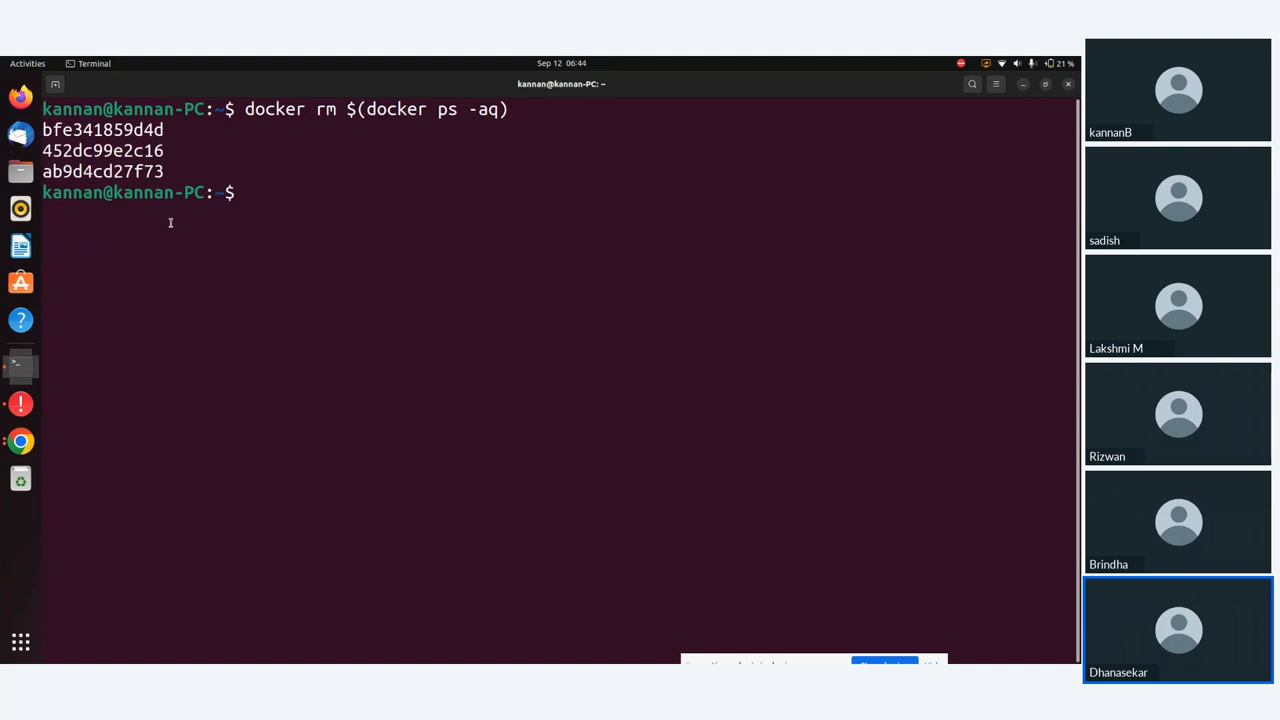 Activities
Terminal
Sep 12 06:44
21 %
kannan@kannan-PC: ~
kannan@kannan-PC:~$ docker rm $(docker ps -aq)
bfe341859d4d
452dc99e2c16
ab9d4cd27f73
kannan@kannan-PC:~$
kannanB
sadish
Lakshmi M
Rizwan
Brindha
Dhanasekar